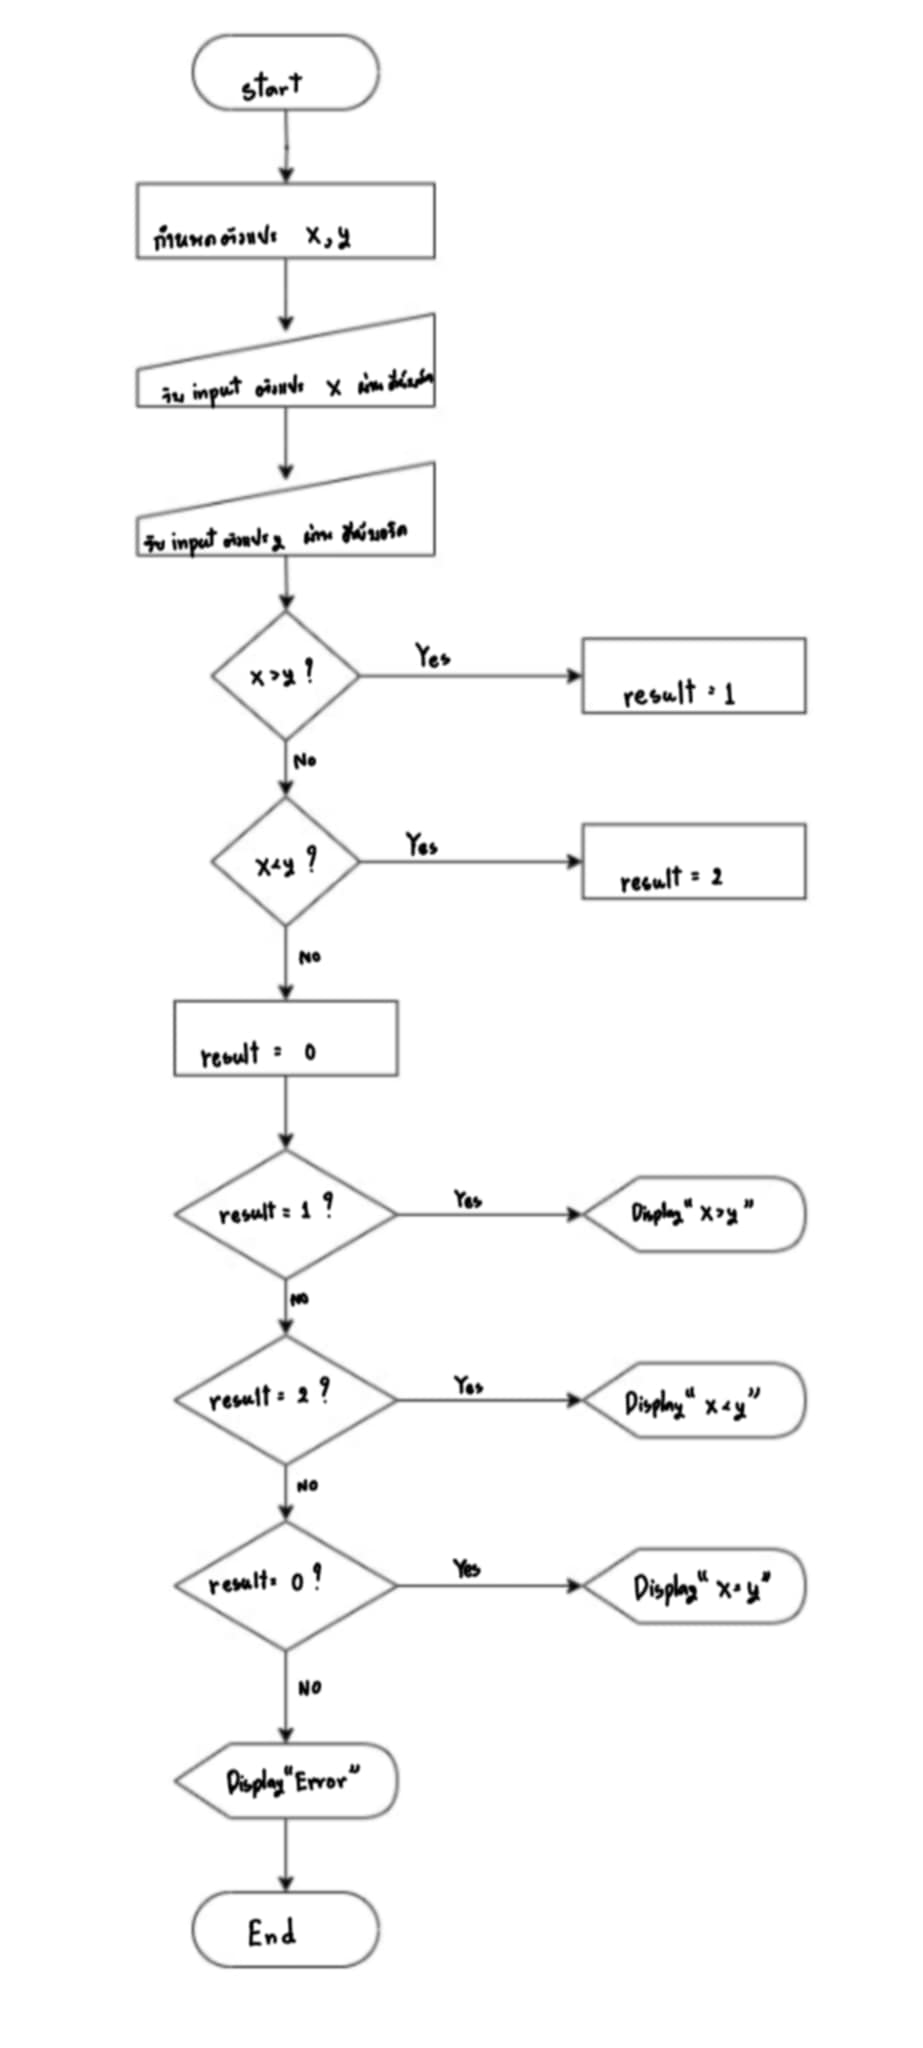 start
กำหนดตัวแปร x, y
รับ input ตัวแปร x ผ่าน คีย์บอร์ด
รับ input ตัวแปร y ผ่าน คีย์บอร์ด
x > y ?
Yes
result = 1
No
x < y ?
Yes
result = 2
No
result = 0
result = 1 ?
Yes
Display "x > y"
No
result = 2 ?
Yes
Display "x < y"
NO
result = 0 ?
Yes
Display "x = y"
NO
Display "Error"
End